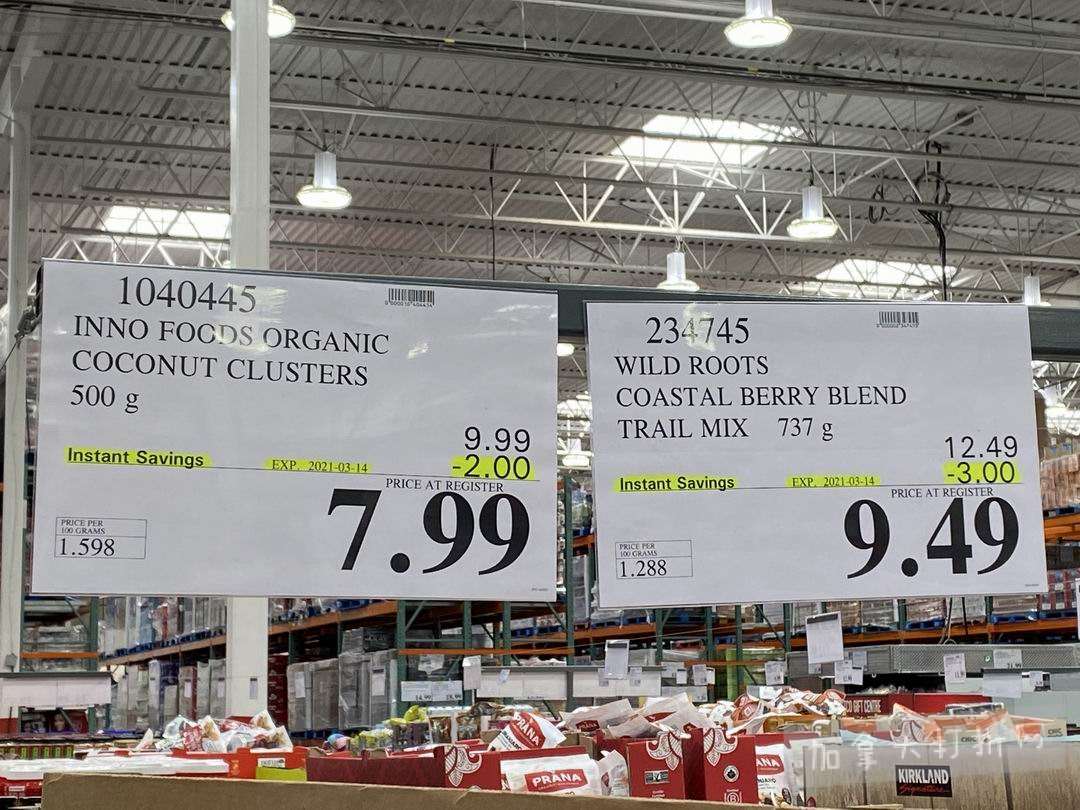 1040445
INNO FOODS ORGANIC
COCONUT CLUSTERS
500 g
9.99
Instant Savings EXP. 2021-03-14 -2.00
PRICE AT REGISTER
7.99
PRICE PER
100 GRAMS
1.598
234745
WILD ROOTS
COASTAL BERRY BLEND
TRAIL MIX 737 g
12.49
Instant Savings EXP. 2021-03-14 -3.00
PRICE AT REGISTER
9.49
PRICE PER
100 GRAMS
1.288
GIFT CENTRE
PRANA
PRANA
KIRKLAND
Signature
加拿大打折网